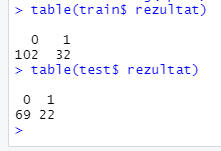 > table(train$ rezultat)
0 1
102 32
> table(test$ rezultat)
0 1
69 22
>